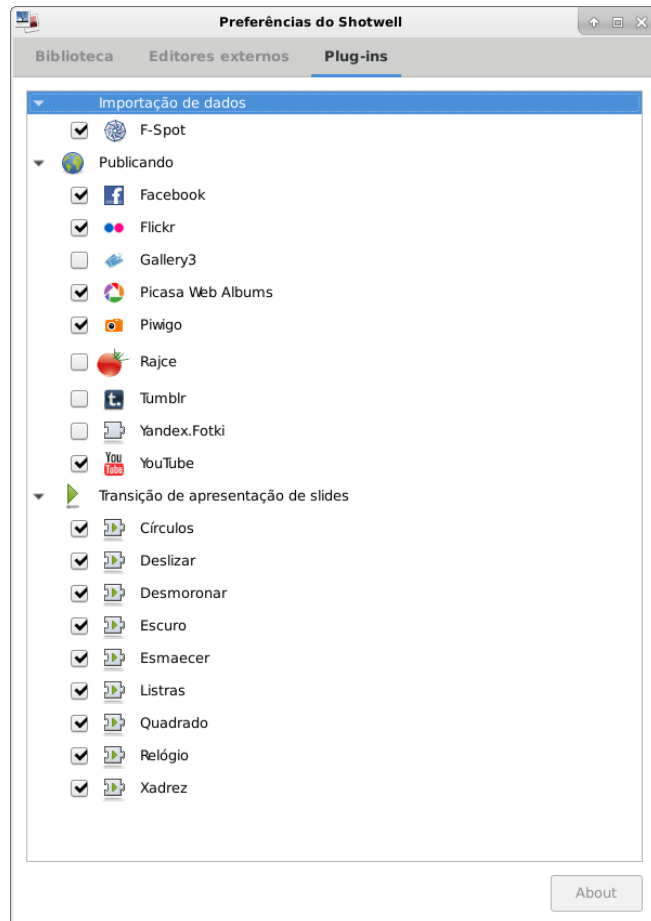 Preferências do Shotwell
Biblioteca Editores externos Plug-ins
Importação de dados
F-Spot
Publicando
Facebook
Flickr
Gallery3
Picasa Web Albums
Piwigo
Rajce
Tumblr
Yandex.Fotki
You Tube YouTube
Transição de apresentação de slides
Círculos
Deslizar
Desmoronar
Escuro
Esmaecer
Listras
Quadrado
Relógio
Xadrez
About